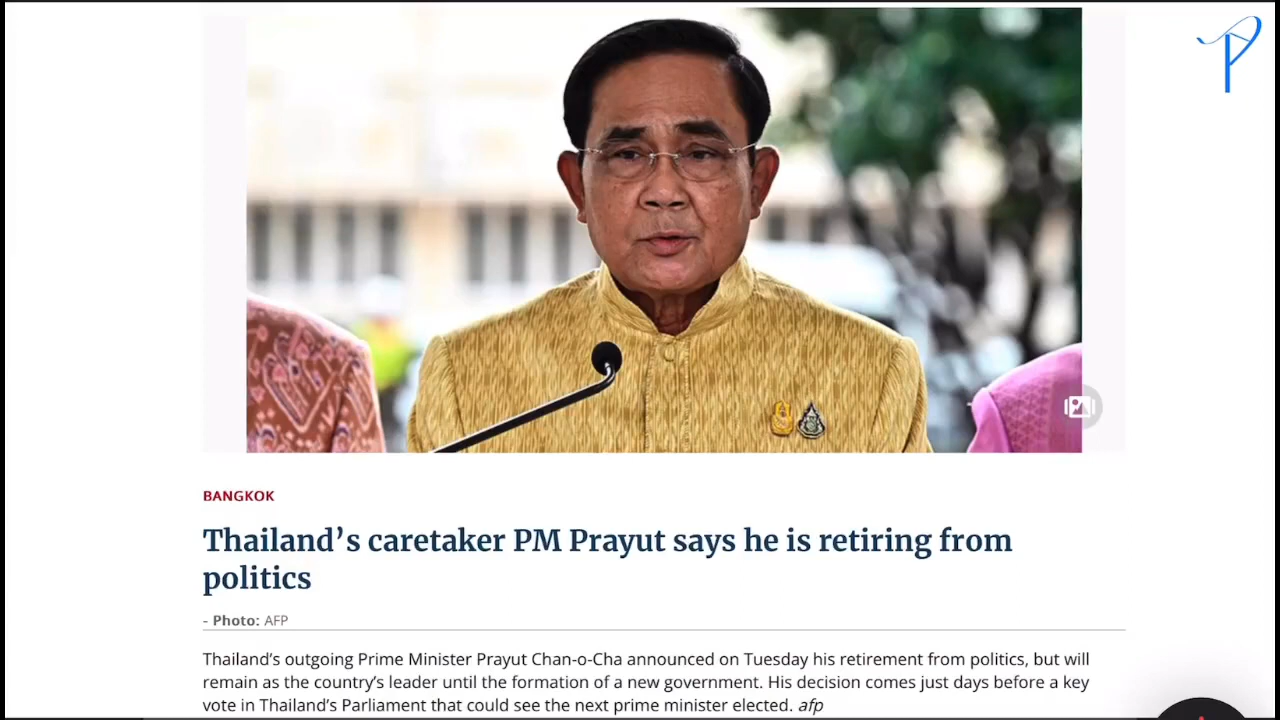 BANGKOK
Thailand’s caretaker PM Prayut says he is retiring from
politics
- Photo: AFP
Thailand’s outgoing Prime Minister Prayut Chan-o-Cha announced on Tuesday his retirement from politics, but will
remain as the country’s leader until the formation of a new government. His decision comes just days before a key
vote in Thailand’s Parliament that could see the next prime minister elected. afp